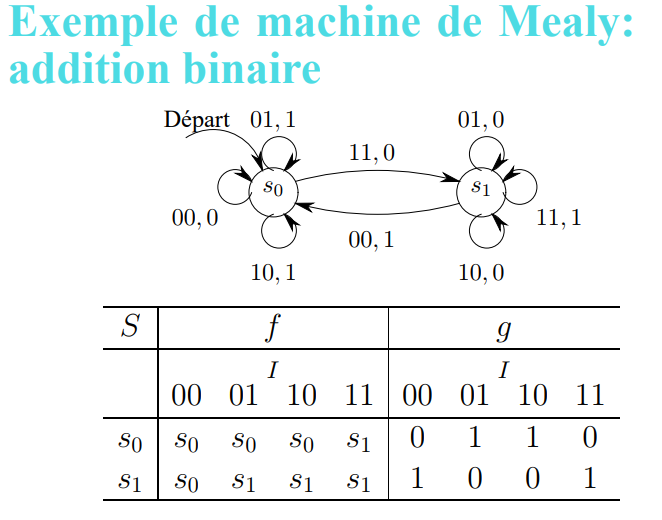 Exemple de machine de Mealy:
addition binaire
Départ 01, 1 01, 0
11, 0
s0 s1
00, 0 11, 1
00, 1
10, 1 10, 0
S f g
I I
00 01 10 11 00 01 10 11
s0 s0 s0 s0 s1 0 1 1 0
s1 s0 s1 s1 s1 1 0 0 1